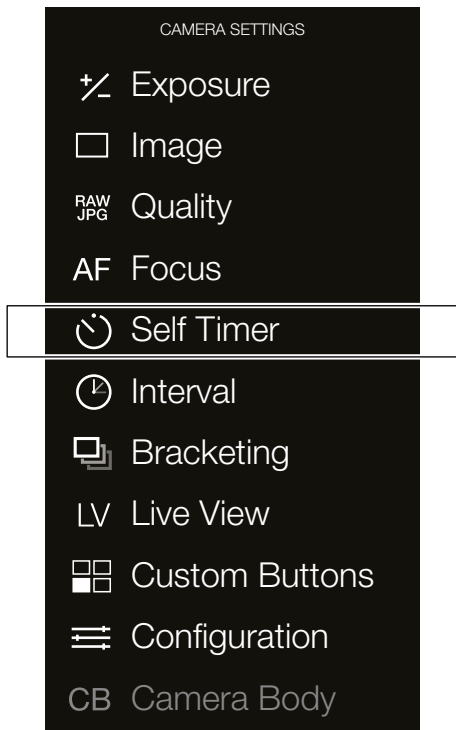 CAMERA SETTINGS
+/- Exposure
Image
RAW JPG Quality
AF Focus
Self Timer
Interval
Bracketing
LV Live View
Custom Buttons
Configuration
CB Camera Body